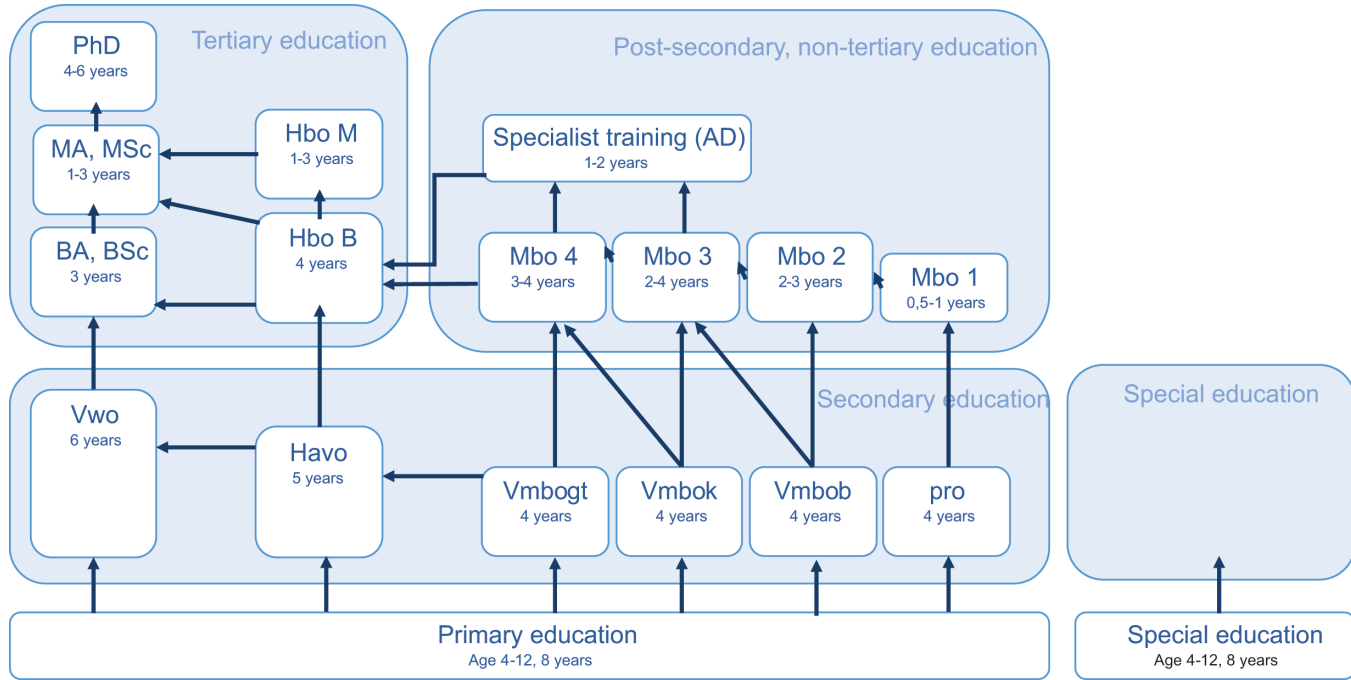 Tertiary education
PhD
4-6 years
MA, MSc
1-3 years
Hbo M
1-3 years
BA, BSc
3 years
Hbo B
4 years
Post-secondary, non-tertiary education
Specialist training (AD)
1-2 years
Mbo 4
3-4 years
Mbo 3
2-4 years
Mbo 2
2-3 years
Mbo 1
0,5-1 years
Secondary education
Vwo
6 years
Havo
5 years
Vmbogt
4 years
Vmbok
4 years
Vmbob
4 years
pro
4 years
Special education
Primary education
Age 4-12, 8 years
Special education
Age 4-12, 8 years